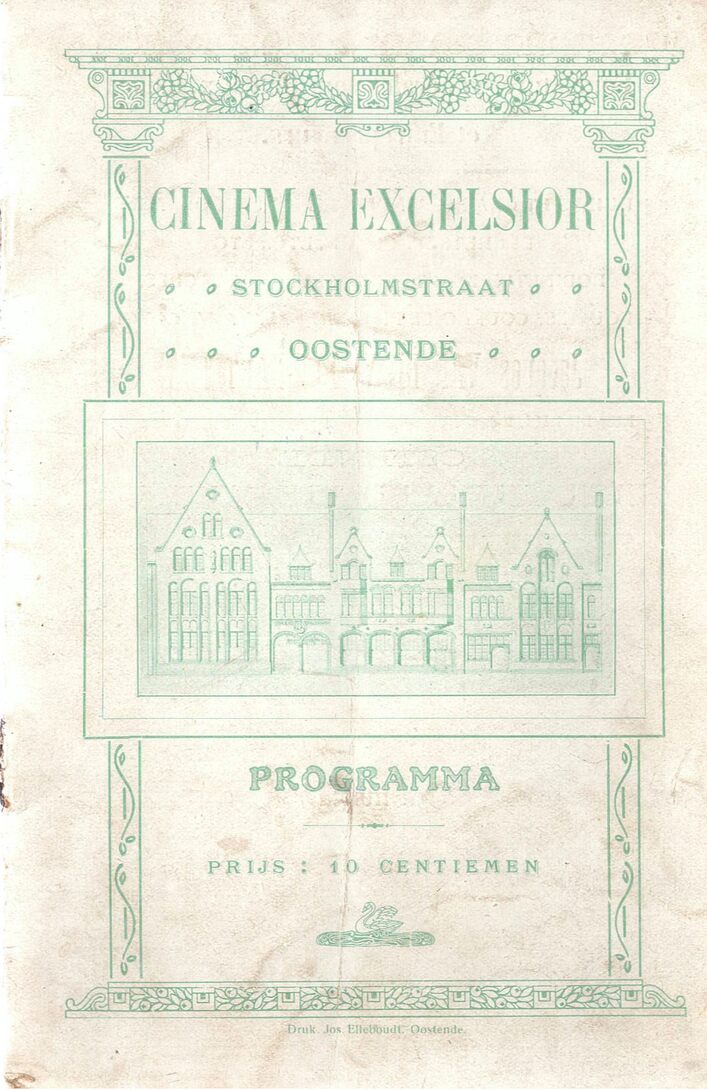 CINEMA EXCELSIOR
STOCKHOLMSTRAAT
OOSTENDE
PROGRAMMA
PRIJS : 10 CENTIEMEN
Druk. Jos Elleboudt. Oostende.